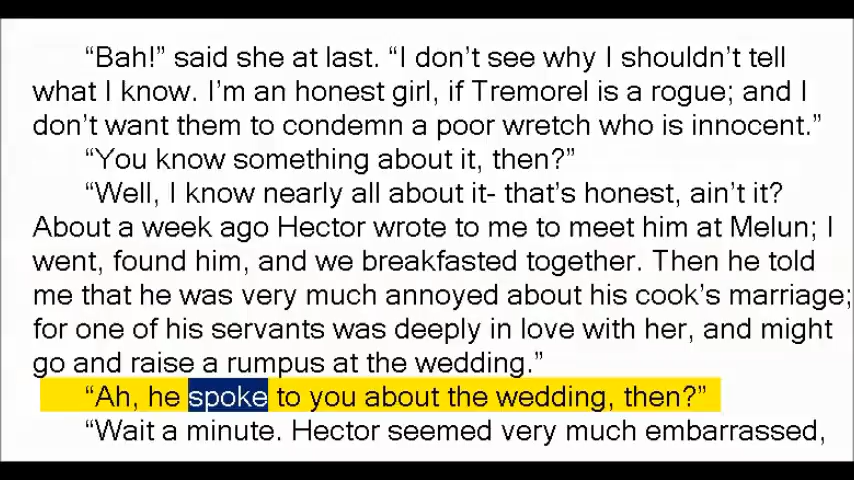 “Bah!” said she at last. “I don’t see why I shouldn’t tell
what I know. I’m an honest girl, if Tremorel is a rogue; and I
don’t want them to condemn a poor wretch who is innocent.”
“You know something about it, then?”
“Well, I know nearly all about it- that’s honest, ain’t it?
About a week ago Hector wrote to me to meet him at Melun; I
went, found him, and we breakfasted together. Then he told
me that he was very much annoyed about his cook’s marriage;
for one of his servants was deeply in love with her, and might
go and raise a rumpus at the wedding.”
“Ah, he spoke to you about the wedding, then?”
“Wait a minute. Hector seemed very much embarrassed,